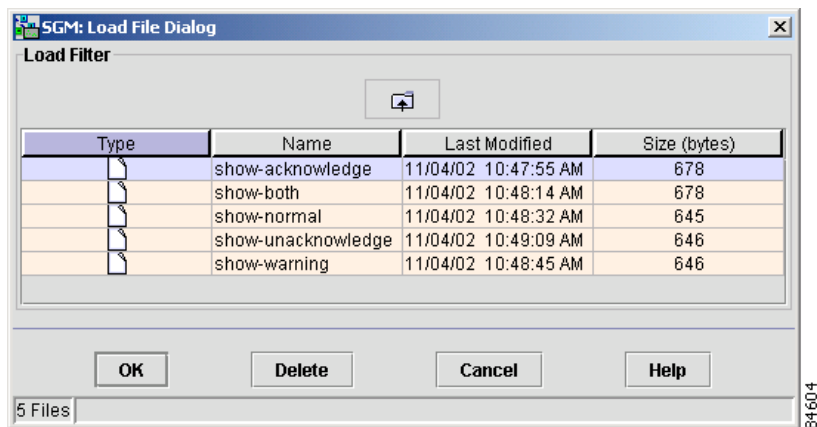 SGM: Load File Dialog
Load Filter
Type Name Last Modified Size (bytes)
show-acknowledge 11/04/02 10:47:55 AM 678
show-both 11/04/02 10:48:14 AM 678
show-normal 11/04/02 10:48:32 AM 645
show-unacknowledge 11/04/02 10:49:09 AM 646
show-warning 11/04/02 10:48:45 AM 646
OK Delete Cancel Help
5 Files
84604